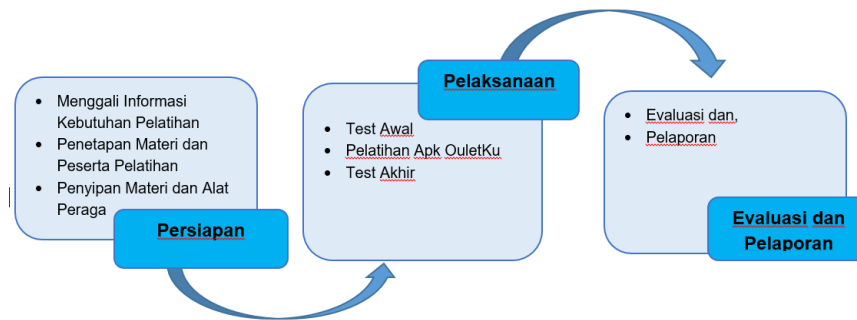 • Menggali Informasi
Kebutuhan Pelatihan
• Penetapan Materi dan
Peserta Pelatihan
• Penyipan Materi dan Alat
Peraga
Persiapan
Pelaksanaan
• Test Awal
• Pelatihan Apk OuletKu
• Test Akhir
• Evaluasi dan,
• Pelaporan
Evaluasi dan
Pelaporan